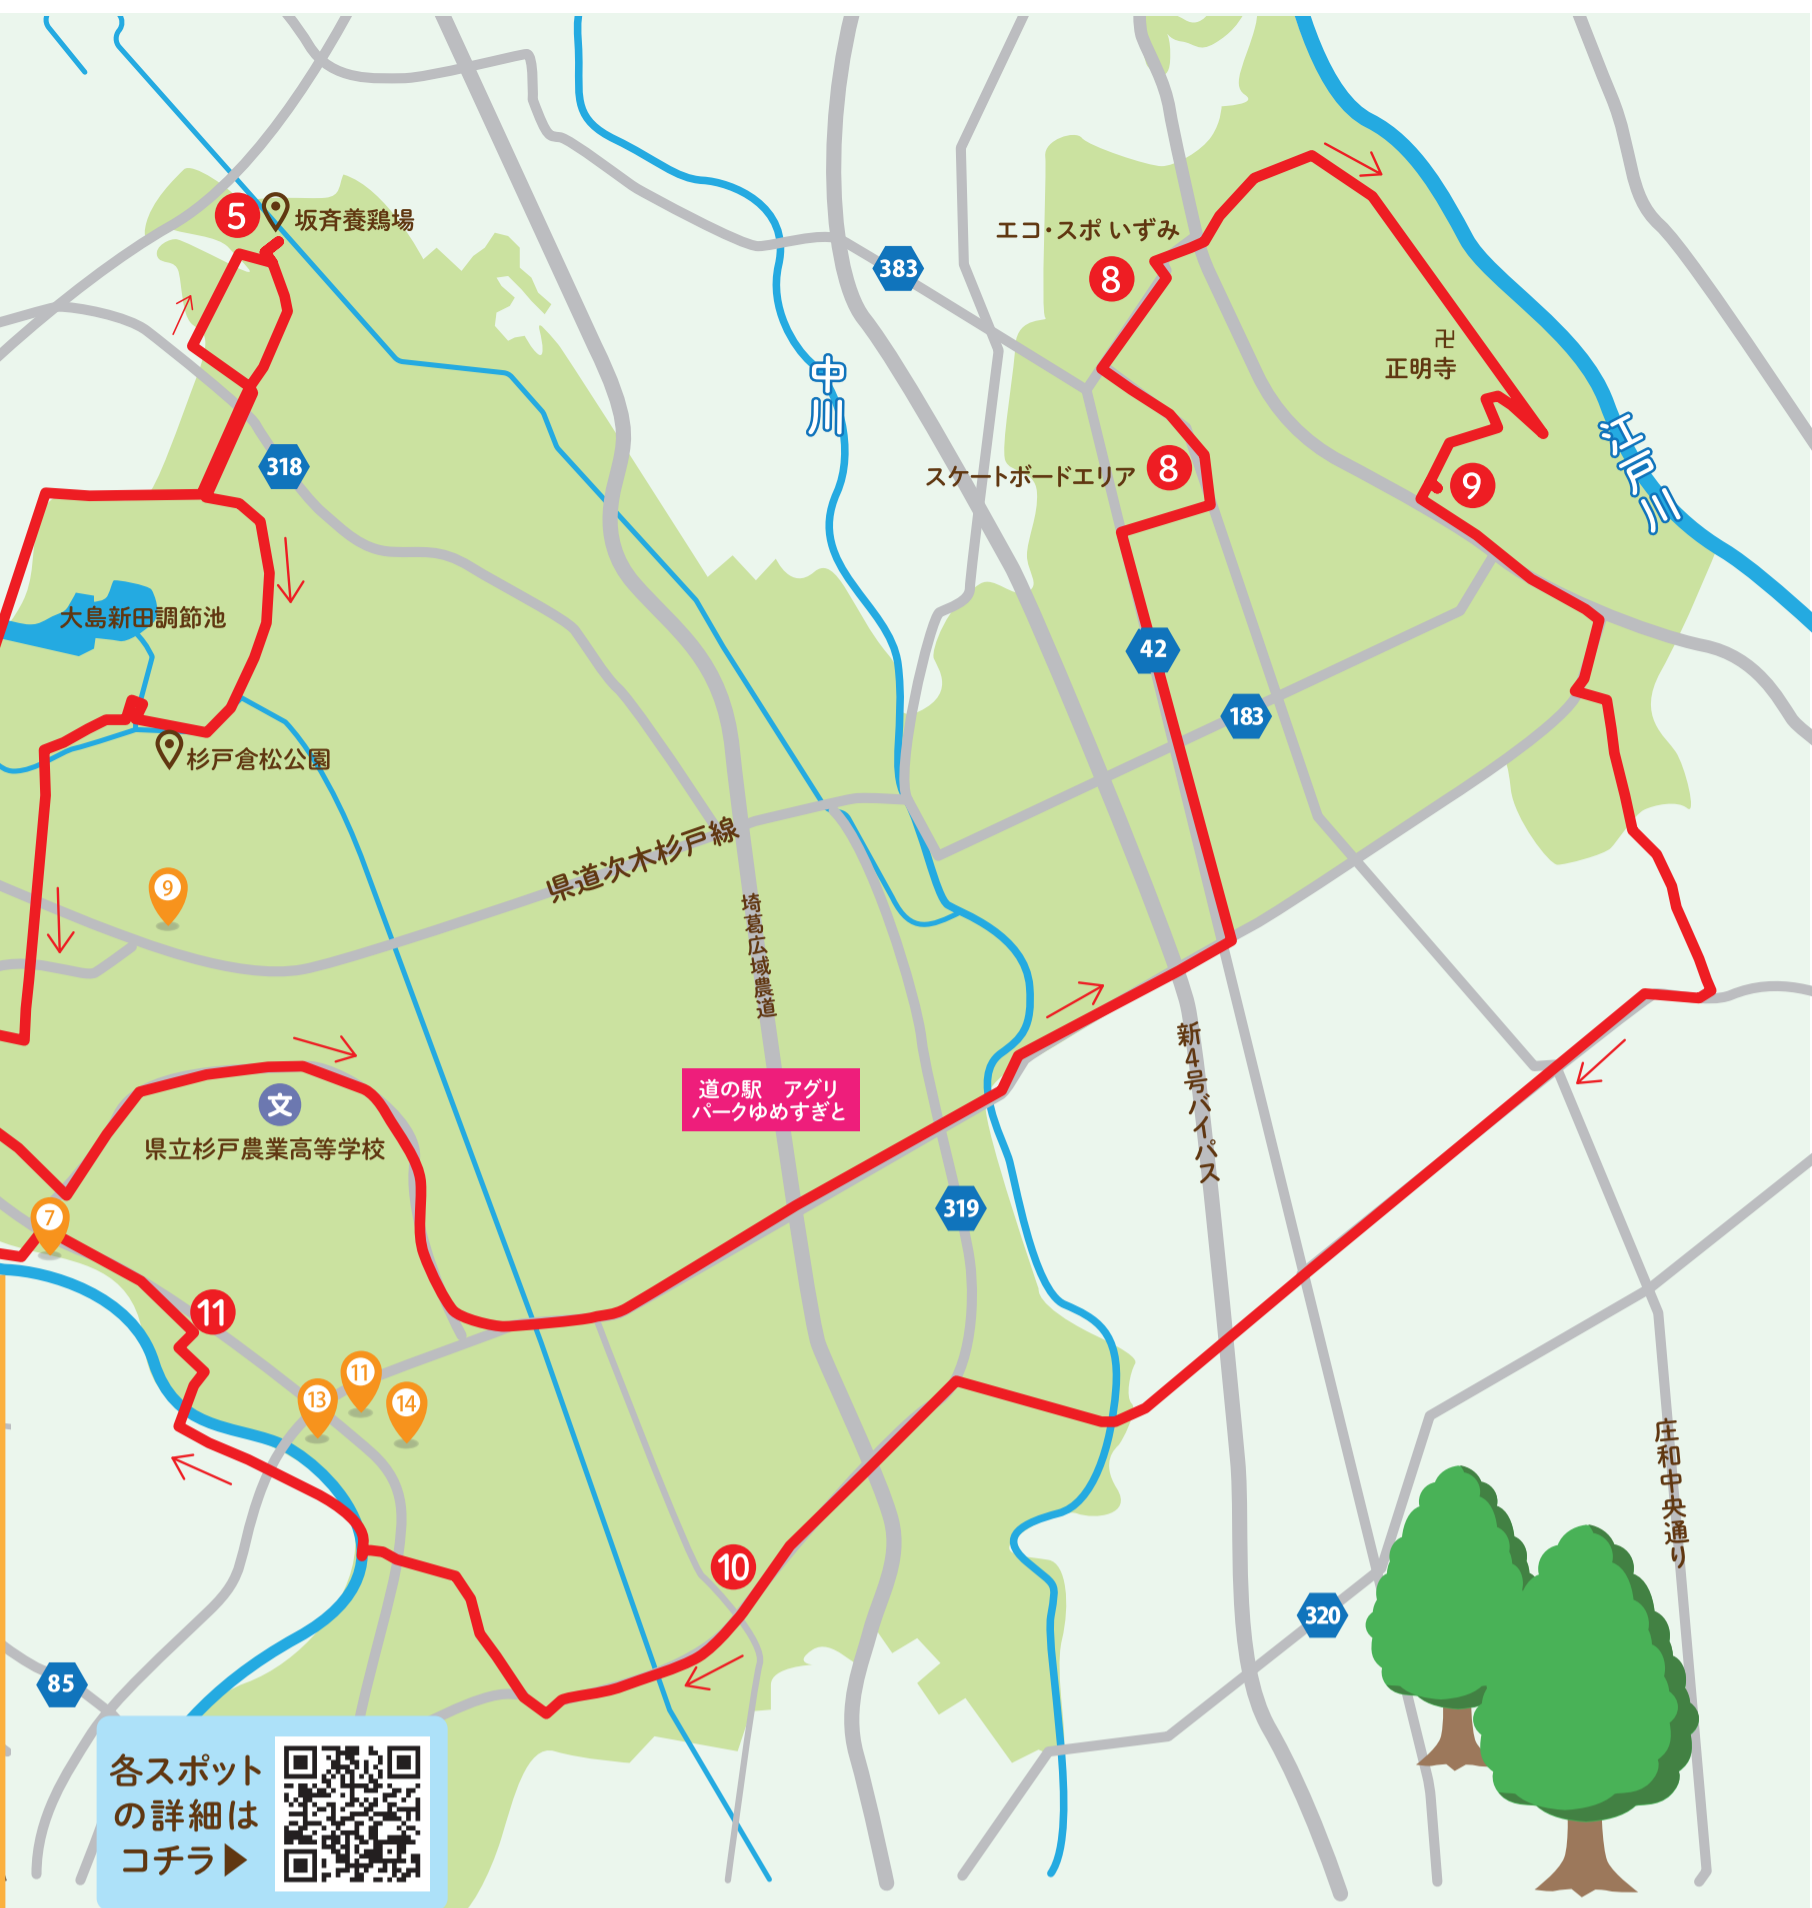 5
坂斉養鶏場
383
エコ・スポ いずみ
8
中川
卍
正明寺
江戸川
318
スケートボードエリア
8
9
大島新田調節池
42
183
杉戸倉松公園
県道次木杉戸線
9
埼葛広域農道
新4号バイパス
道の駅 アグリ
パークゆめすぎと
文
県立杉戸農業高等学校
7
319
11
11
13
14
庄和中央通り
10
320
85
各スポット
の詳細は
コチラ▶